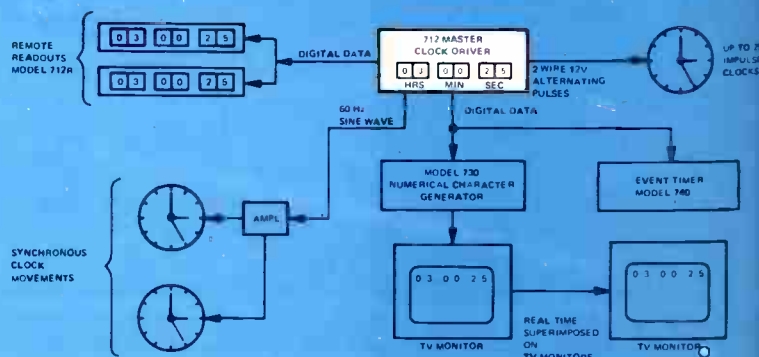 REMOTE
READOUTS
MODEL 712R
03 00 25
03 00 25
DIGITAL DATA
712 MASTER
CLOCK DRIVER
03 00 25
HRS MIN SEC
2 WIRE 12V
ALTERNATING
PULSES
UP TO
IMPULSE
CLOCKS
60 Hz
SINE WAVE
DIGITAL DATA
MODEL 730
NUMERICAL CHARACTER
GENERATOR
EVENT TIMER
MODEL 740
AMPL
SYNCHRONOUS
CLOCK
MOVEMENTS
03 00 25
TV MONITOR
REAL TIME
SUPERIMPOSED
ON
TV MONITORS
03 00 25
TV MONITOR